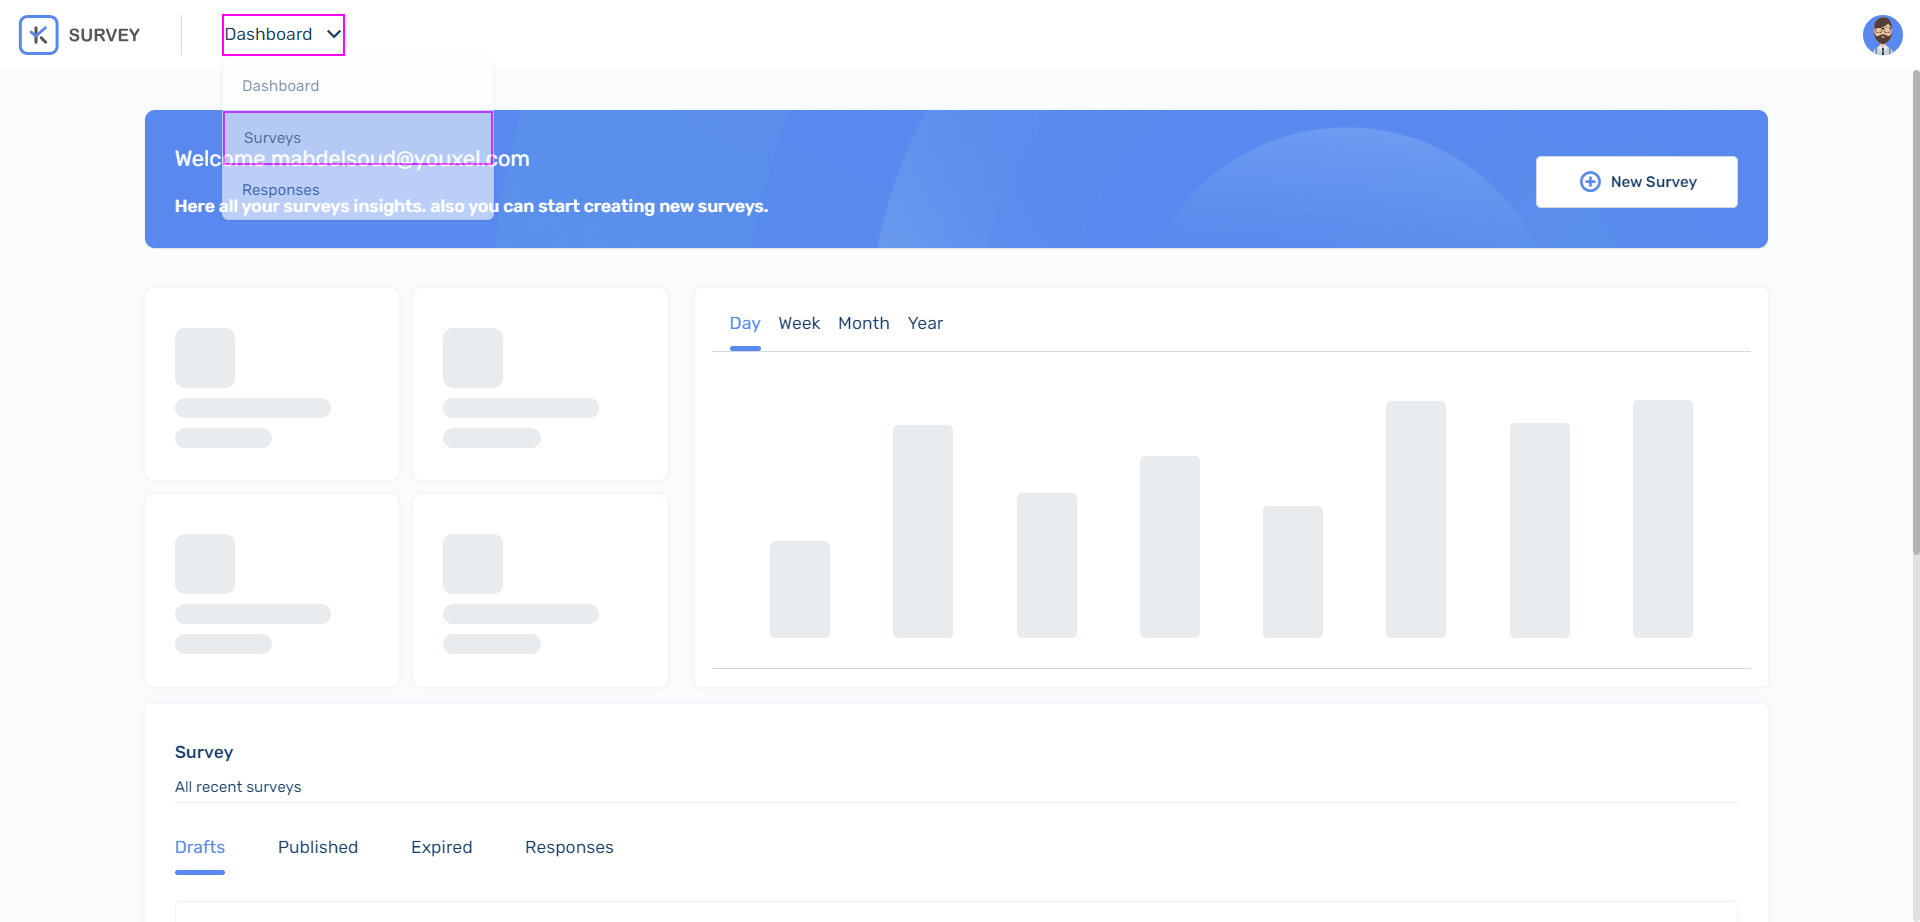 SURVEY
Dashboard
Dashboard
Surveys
Welcome mabdelsoud@youxel.com
Responses
Here all your surveys insights. also you can start creating new surveys.
New Survey
Day Week Month Year
Survey
All recent surveys
Drafts Published Expired Responses